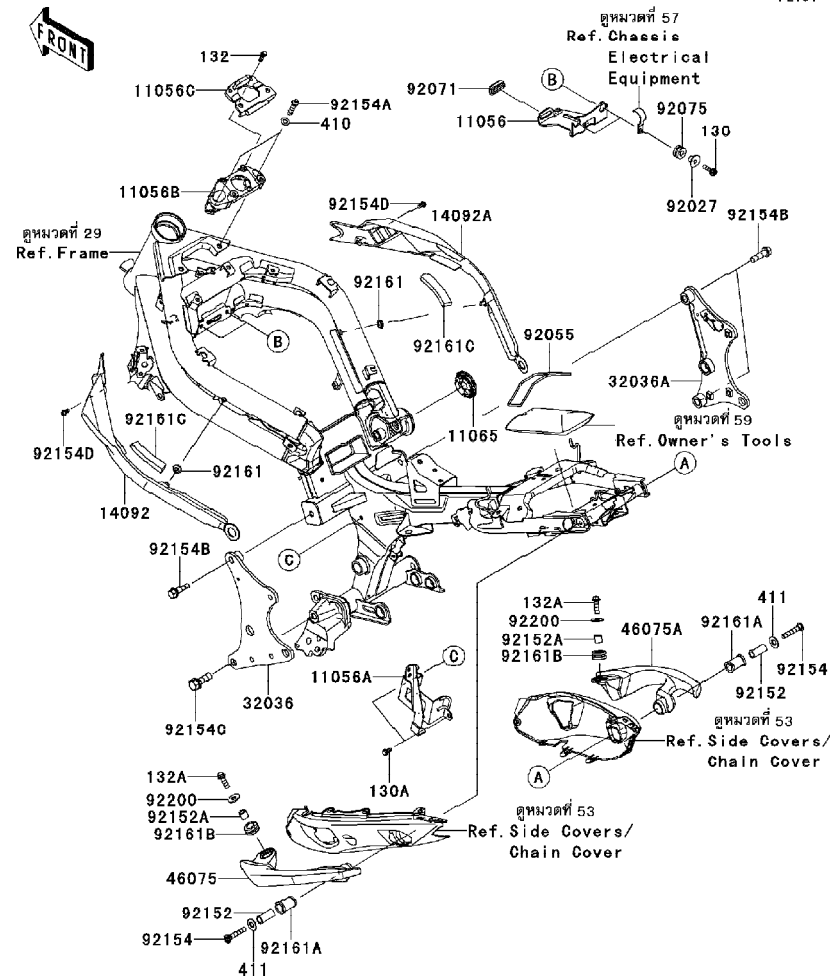 FRONT
132
11056C
92154A
410
11056B
ดูหมวดที่ 29
Ref.Frame
ดูหมวดที่ 57
Ref.Chassis
Electrical
Equipment
92071
B
11056
92075
130
92027
92154D
14092A
92154B
92161
92161C
92055
B
32036A
11065
ดูหมวดที่ 59
Ref.Owner's Tools
A
92161C
92154D
92161
14092
92154B
C
132A
92200
92152A
92161B
46075A
92161A
411
92154
92152
32036
92154C
11056A
C
130A
ดูหมวดที่ 53
Ref.Side Covers/
Chain Cover
A
132A
92200
92152A
92161B
46075
ดูหมวดที่ 53
Ref.Side Covers/
Chain Cover
92152
92154
92161A
411